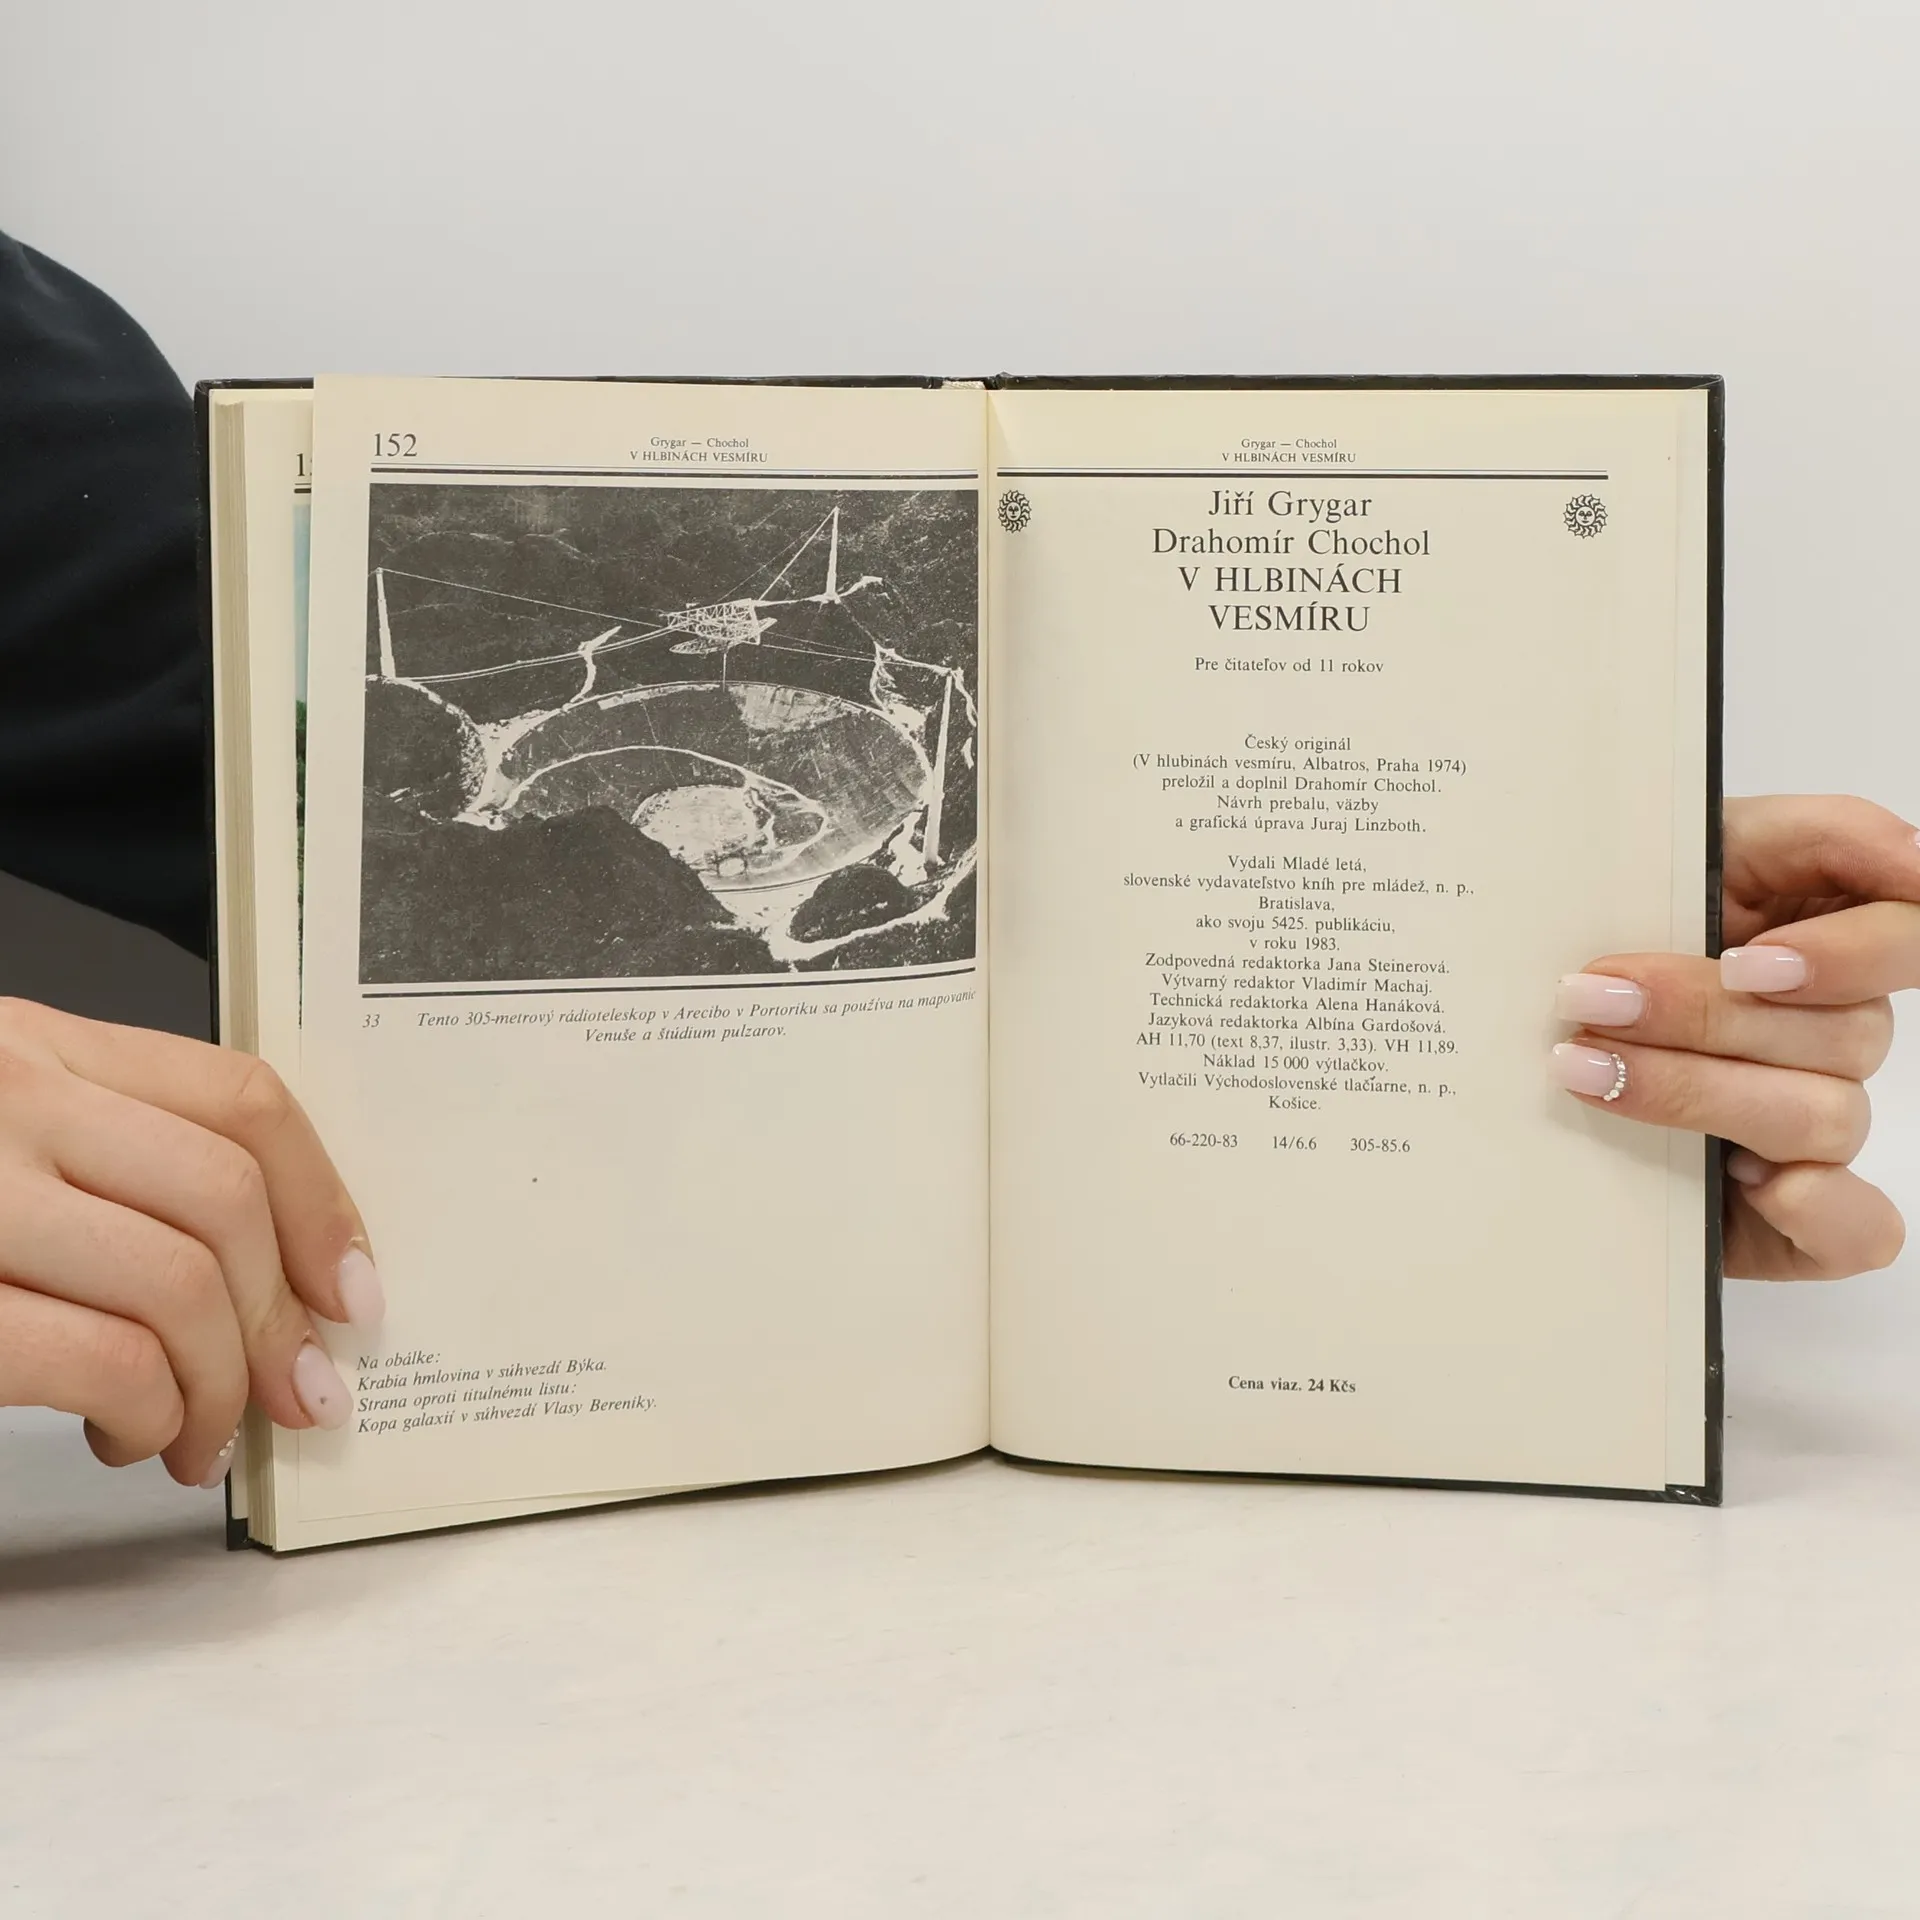 152
Grygar — Chochol
V HLBINÁCH VESMÍRU
33 Tento 305-metrový rádioteleskop v Arecibo v Portoriku sa používa na mapovanie
Venuše a štúdium pulzarov.
Na obálke:
Krabia hmlovina v súhvezdí Býka.
Strana oproti titulnému listu:
Kopa galaxií v súhvezdí Vlasy Bereniky.
Grygar — Chochol
V HLBINÁCH VESMÍRU
Jiří Grygar
Drahomír Chochol
V HLBINÁCH
VESMÍRU
Pre čitateľov od 11 rokov
Český originál
(V hlubinách vesmíru, Albatros, Praha 1974)
preložil a doplnil Drahomír Chochol.
Návrh prebalu, väzby
a grafická úprava Juraj Linzboth.
Vydali Mladé letá,
slovenské vydavateľstvo kníh pre mládež, n. p.,
Bratislava,
ako svoju 5425. publikáciu,
v roku 1983.
Zodpovedná redaktorka Jana Steinerová.
Výtvarný redaktor Vladimír Machaj.
Technická redaktorka Alena Hanáková.
Jazyková redaktorka Albína Gardošová.
AH 11,70 (text 8,37, ilustr. 3,33). VH 11,89.
Náklad 15 000 výtlačkov.
Vytlačili Východoslovenské tlačiarne, n. p.,
Košice.
66-220-83 14/6.6 305-85.6
Cena viaz. 24 Kčs